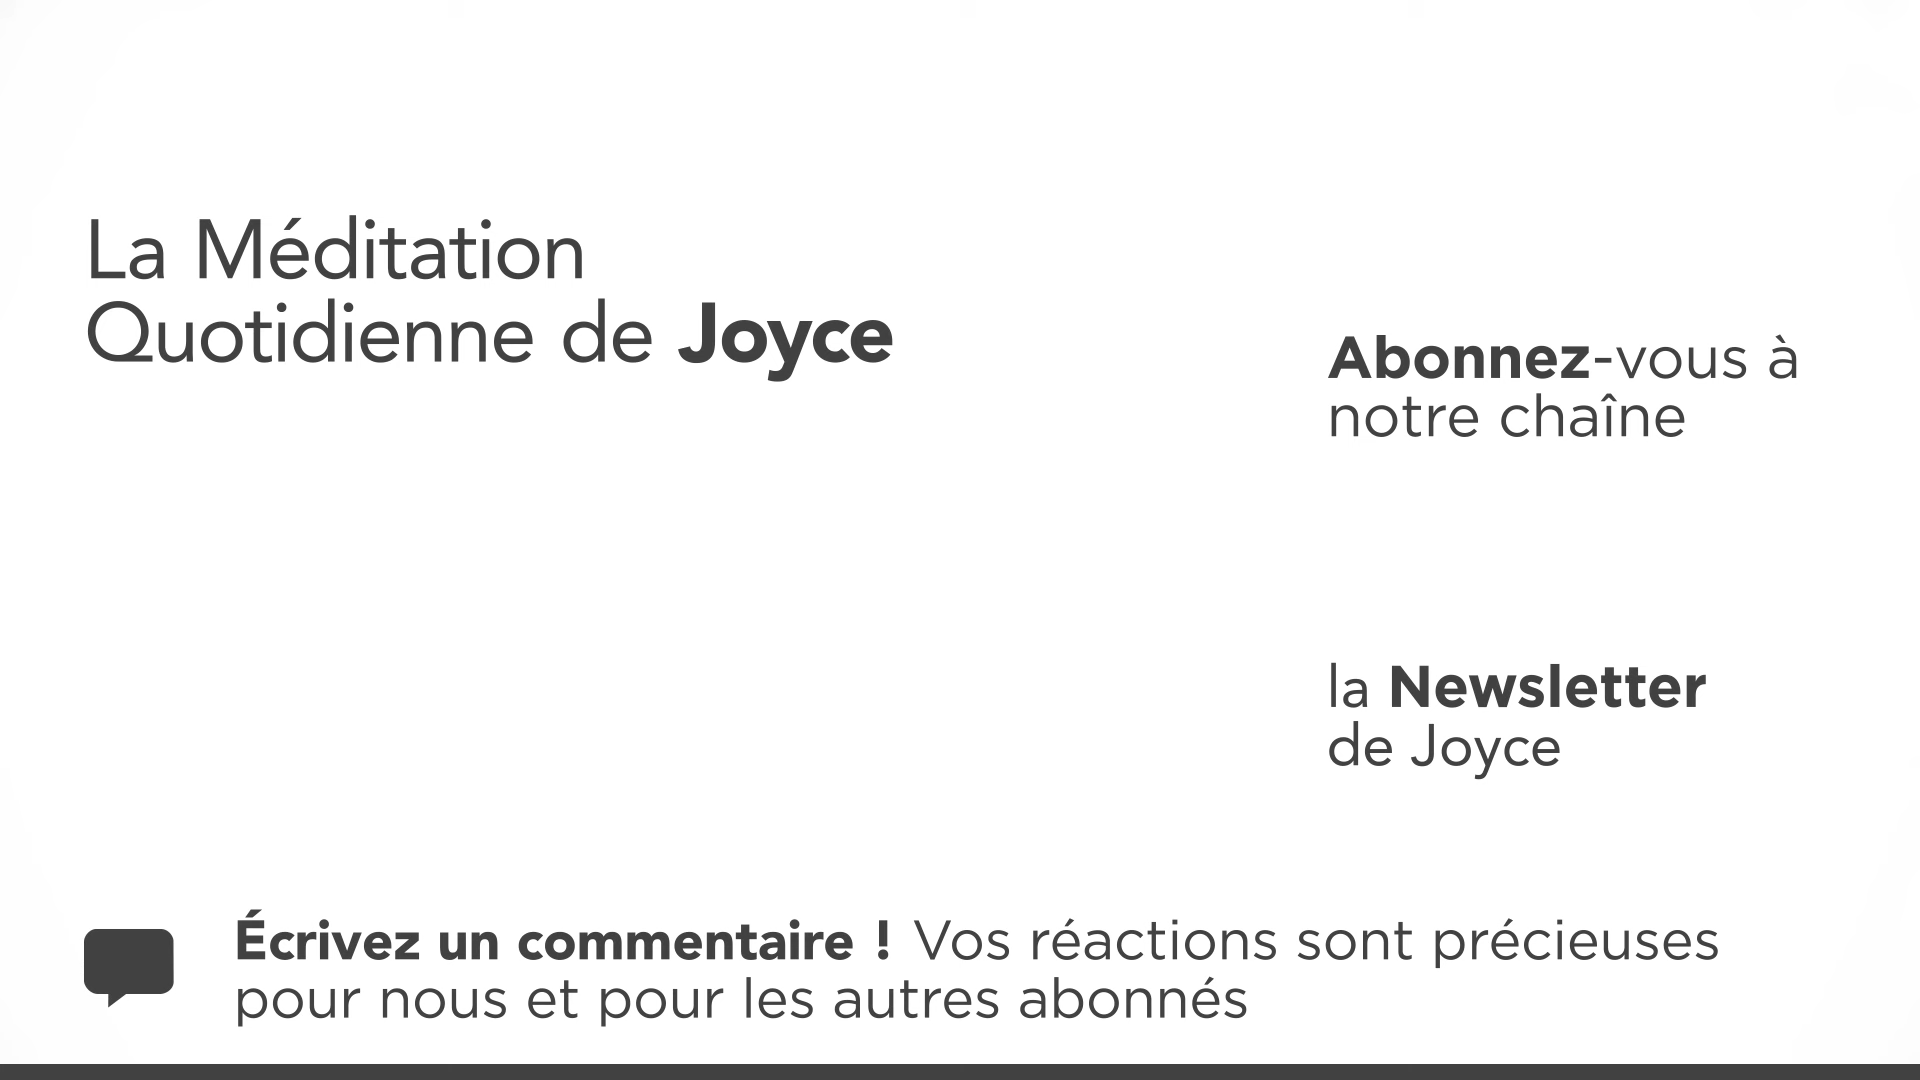 La Méditation
Quotidienne de Joyce
Abonnez-vous à
notre chaîne
la Newsletter
de Joyce
Écrivez un commentaire ! Vos réactions sont précieuses
pour nous et pour les autres abonnés